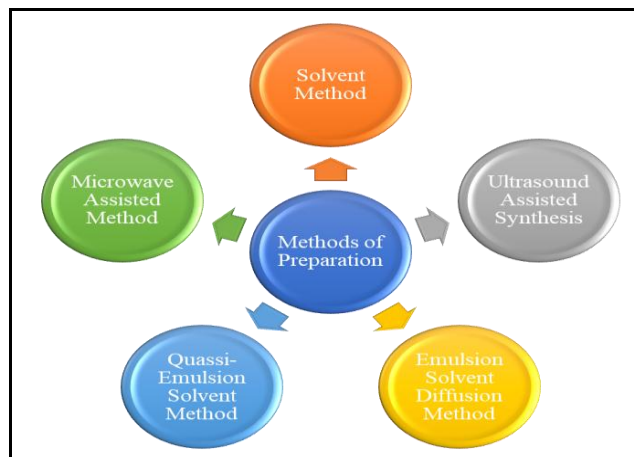 Solvent
Method
Microwave
Assisted
Method
Ultrasound
Assisted
Synthesis
Methods of
Preparation
Quassi-
Emulsion
Solvent
Method
Emulsion
Solvent
Diffusion
Method